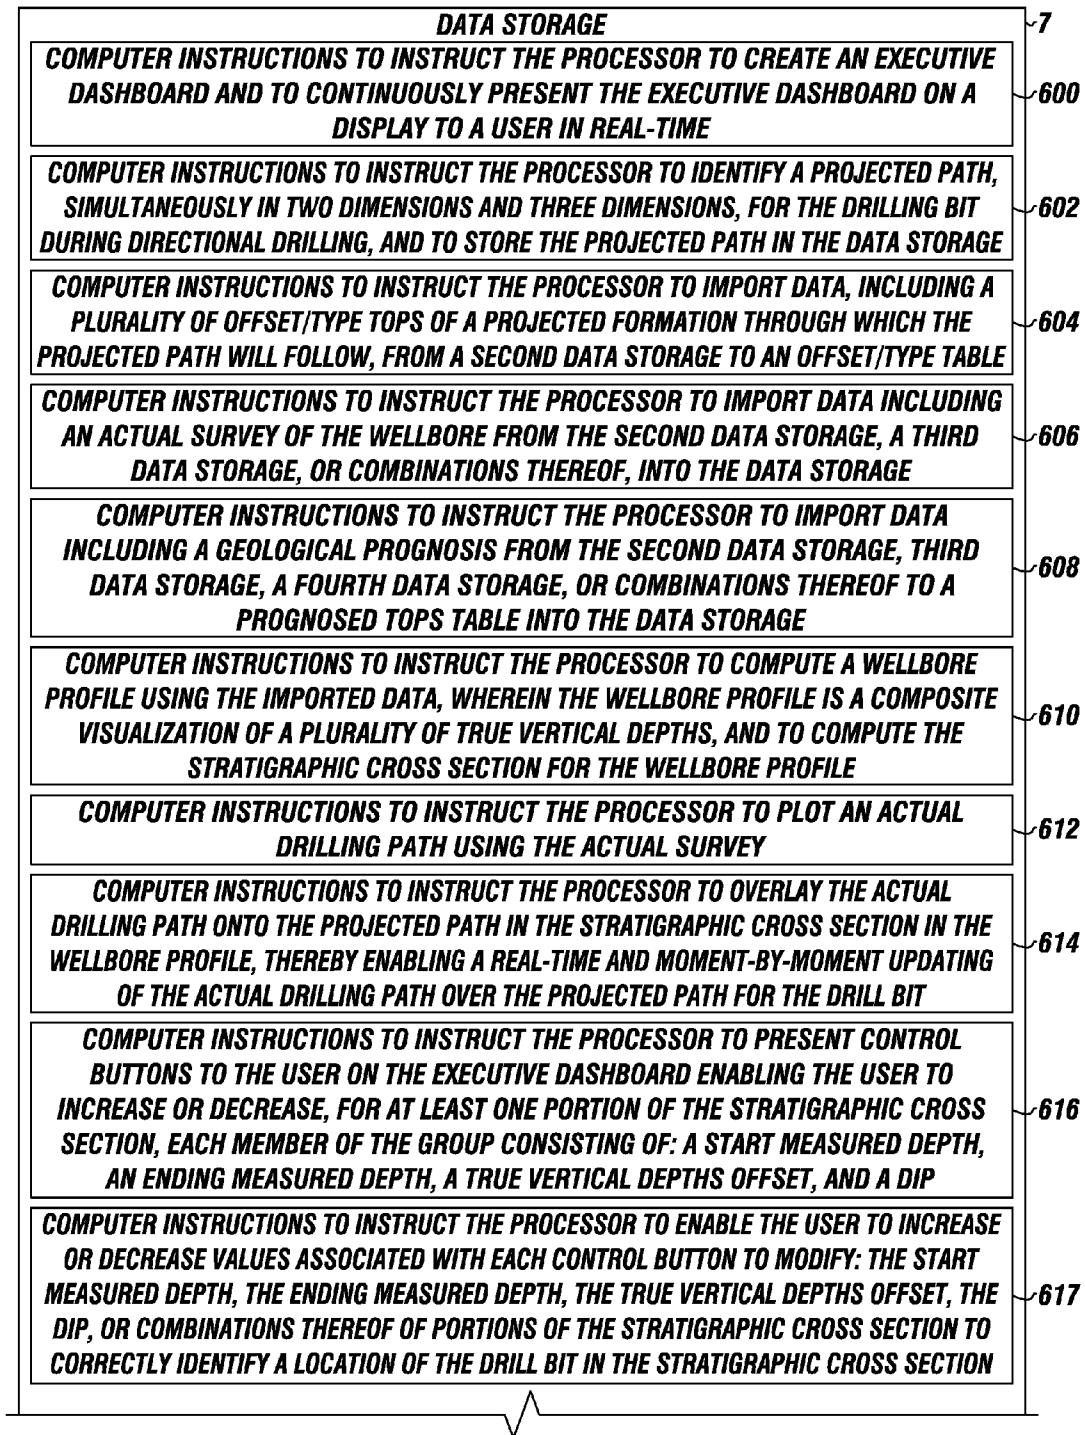 DATA STORAGE
7
COMPUTER INSTRUCTIONS TO INSTRUCT THE PROCESSOR TO CREATE AN EXECUTIVE
DASHBOARD AND TO CONTINUOUSLY PRESENT THE EXECUTIVE DASHBOARD ON A
DISPLAY TO A USER IN REAL-TIME
600
COMPUTER INSTRUCTIONS TO INSTRUCT THE PROCESSOR TO IDENTIFY A PROJECTED PATH,
SIMULTANEOUSLY IN TWO DIMENSIONS AND THREE DIMENSIONS, FOR THE DRILLING BIT
DURING DIRECTIONAL DRILLING, AND TO STORE THE PROJECTED PATH IN THE DATA STORAGE
602
COMPUTER INSTRUCTIONS TO INSTRUCT THE PROCESSOR TO IMPORT DATA, INCLUDING A
PLURALITY OF OFFSET/TYPE TOPS OF A PROJECTED FORMATION THROUGH WHICH THE
PROJECTED PATH WILL FOLLOW, FROM A SECOND DATA STORAGE TO AN OFFSET/TYPE TABLE
604
COMPUTER INSTRUCTIONS TO INSTRUCT THE PROCESSOR TO IMPORT DATA INCLUDING
AN ACTUAL SURVEY OF THE WELLBORE FROM THE SECOND DATA STORAGE, A THIRD
DATA STORAGE, OR COMBINATIONS THEREOF, INTO THE DATA STORAGE
606
COMPUTER INSTRUCTIONS TO INSTRUCT THE PROCESSOR TO IMPORT DATA
INCLUDING A GEOLOGICAL PROGNOSIS FROM THE SECOND DATA STORAGE, THIRD
DATA STORAGE, A FOURTH DATA STORAGE, OR COMBINATIONS THEREOF TO A
PROGNOSED TOPS TABLE INTO THE DATA STORAGE
608
COMPUTER INSTRUCTIONS TO INSTRUCT THE PROCESSOR TO COMPUTE A WELLBORE
PROFILE USING THE IMPORTED DATA, WHEREIN THE WELLBORE PROFILE IS A COMPOSITE
VISUALIZATION OF A PLURALITY OF TRUE VERTICAL DEPTHS, AND TO COMPUTE THE
STRATIGRAPHIC CROSS SECTION FOR THE WELLBORE PROFILE
610
COMPUTER INSTRUCTIONS TO INSTRUCT THE PROCESSOR TO PLOT AN ACTUAL
DRILLING PATH USING THE ACTUAL SURVEY
612
COMPUTER INSTRUCTIONS TO INSTRUCT THE PROCESSOR TO OVERLAY THE ACTUAL
DRILLING PATH ONTO THE PROJECTED PATH IN THE STRATIGRAPHIC CROSS SECTION IN THE
WELLBORE PROFILE, THEREBY ENABLING A REAL-TIME AND MOMENT-BY-MOMENT UPDATING
OF THE ACTUAL DRILLING PATH OVER THE PROJECTED PATH FOR THE DRILL BIT
614
COMPUTER INSTRUCTIONS TO INSTRUCT THE PROCESSOR TO PRESENT CONTROL
BUTTONS TO THE USER ON THE EXECUTIVE DASHBOARD ENABLING THE USER TO
INCREASE OR DECREASE, FOR AT LEAST ONE PORTION OF THE STRATIGRAPHIC CROSS
SECTION, EACH MEMBER OF THE GROUP CONSISTING OF: A START MEASURED DEPTH,
AN ENDING MEASURED DEPTH, A TRUE VERTICAL DEPTHS OFFSET, AND A DIP
616
COMPUTER INSTRUCTIONS TO INSTRUCT THE PROCESSOR TO ENABLE THE USER TO INCREASE
OR DECREASE VALUES ASSOCIATED WITH EACH CONTROL BUTTON TO MODIFY: THE START
MEASURED DEPTH, THE ENDING MEASURED DEPTH, THE TRUE VERTICAL DEPTHS OFFSET, THE
DIP, OR COMBINATIONS THEREOF OF PORTIONS OF THE STRATIGRAPHIC CROSS SECTION TO
CORRECTLY IDENTIFY A LOCATION OF THE DRILL BIT IN THE STRATIGRAPHIC CROSS SECTION
617